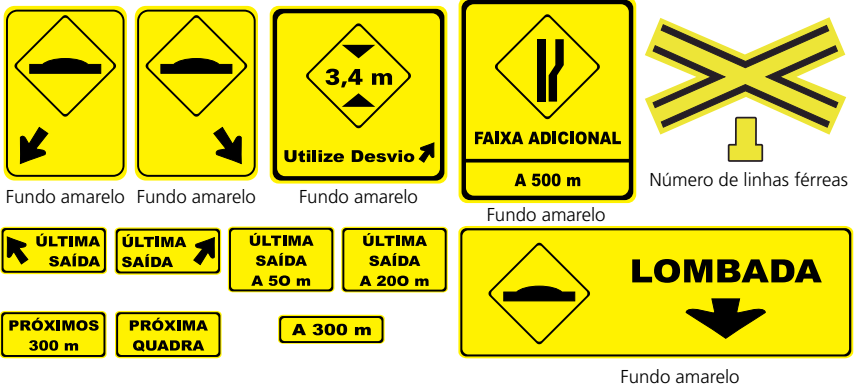 3,4 m
Utilize Desvio
FAIXA ADICIONAL
A 500 m
Fundo amarelo
Fundo amarelo
Fundo amarelo
Fundo amarelo
Número de linhas férreas
ÚLTIMA
SAÍDA
ÚLTIMA
SAÍDA
ÚLTIMA
SAÍDA
A 50 m
ÚLTIMA
SAÍDA
A 200 m
LOMBADA
PRÓXIMOS
300 m
PRÓXIMA
QUADRA
A 300 m
Fundo amarelo